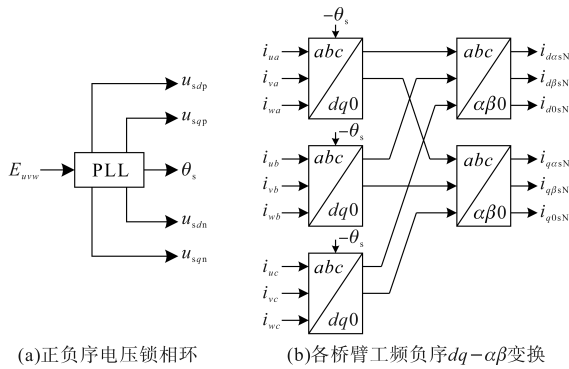 u_sdp
u_sqp
E_uvw
PLL
θ_s
u_sdn
u_sqn
(a)正负序电压锁相环
−θ_s
i_ua
i_va
i_wa
abc
dq0
−θ_s
i_ub
i_vb
i_wb
abc
dq0
−θ_s
i_uc
i_vc
i_wc
abc
dq0
abc
αβ0
i_dαsN
i_dβsN
i_d0sN
abc
αβ0
i_qαsN
i_qβsN
i_q0sN
(b)各桥臂工频负序dq−αβ变换